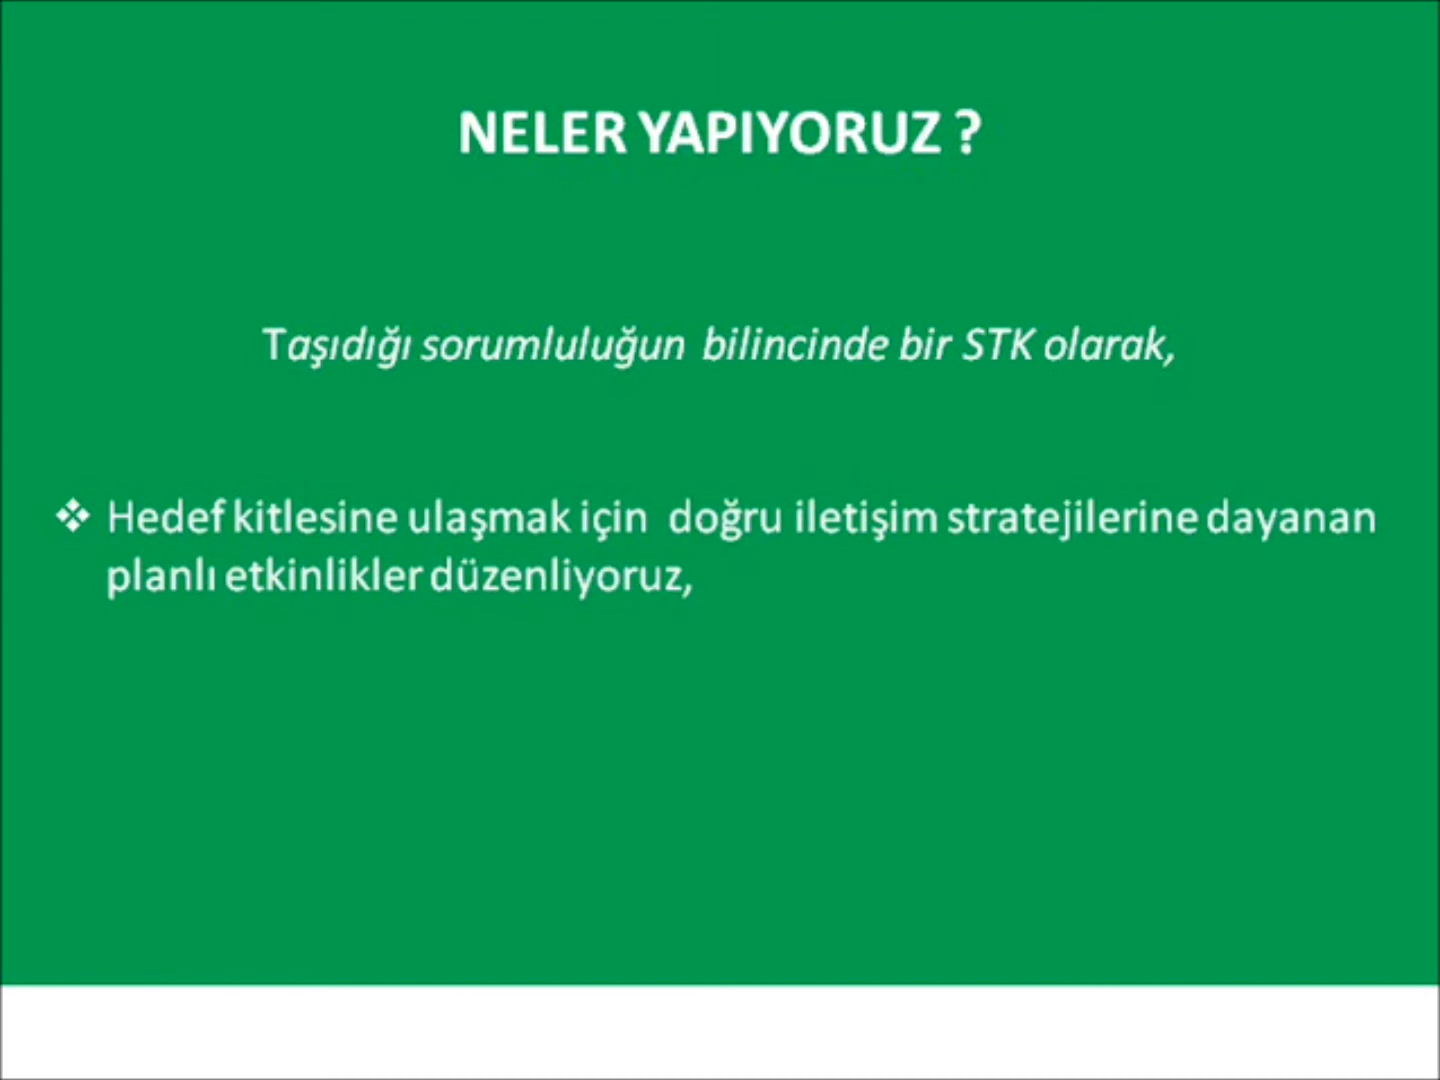 NELER YAPIYORUZ ?
Taşıdığı sorumluluğun bilincinde bir STK olarak,
❖ Hedef kitlesine ulaşmak için doğru iletişim stratejilerine dayanan
planlı etkinlikler düzenliyoruz,